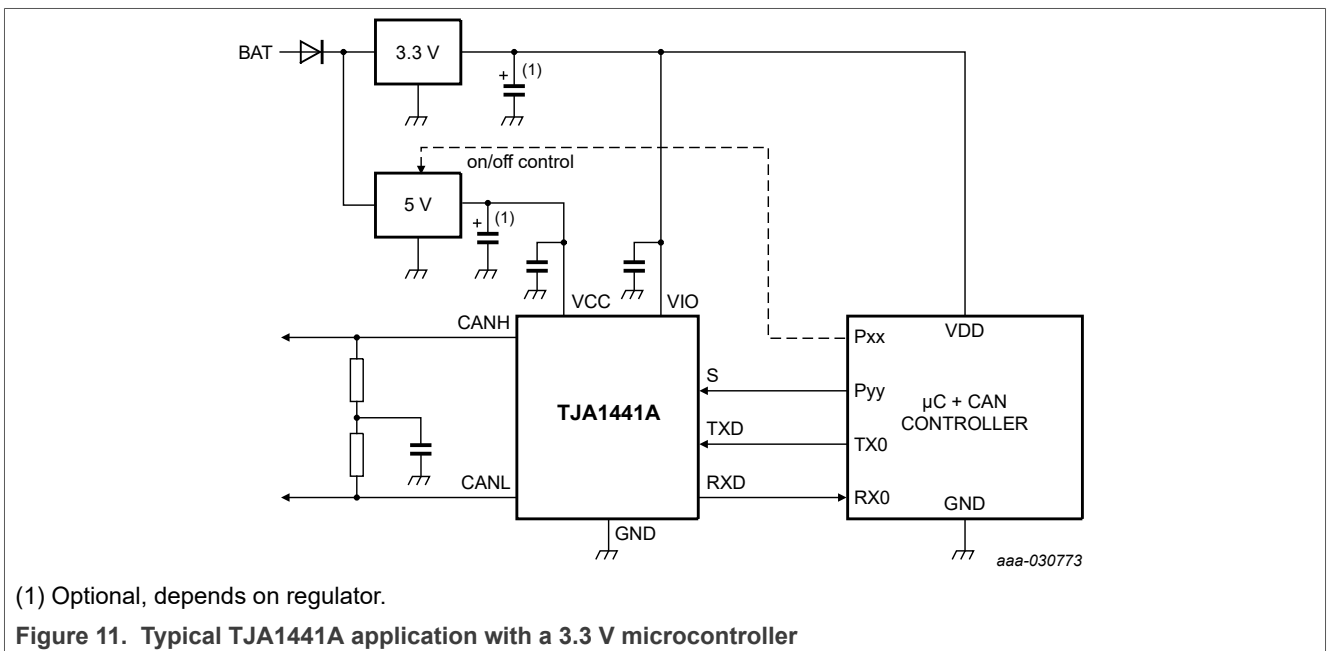 BAT
3.3 V
+ (1)
on/off control
5 V
+ (1)
VCC
VIO
CANH
Pxx
VDD
S
Pyy
µC + CAN
CONTROLLER
TJA1441A
TXD
TX0
CANL
RXD
RX0
GND
GND
aaa-030773
(1) Optional, depends on regulator.
Figure 11. Typical TJA1441A application with a 3.3 V microcontroller